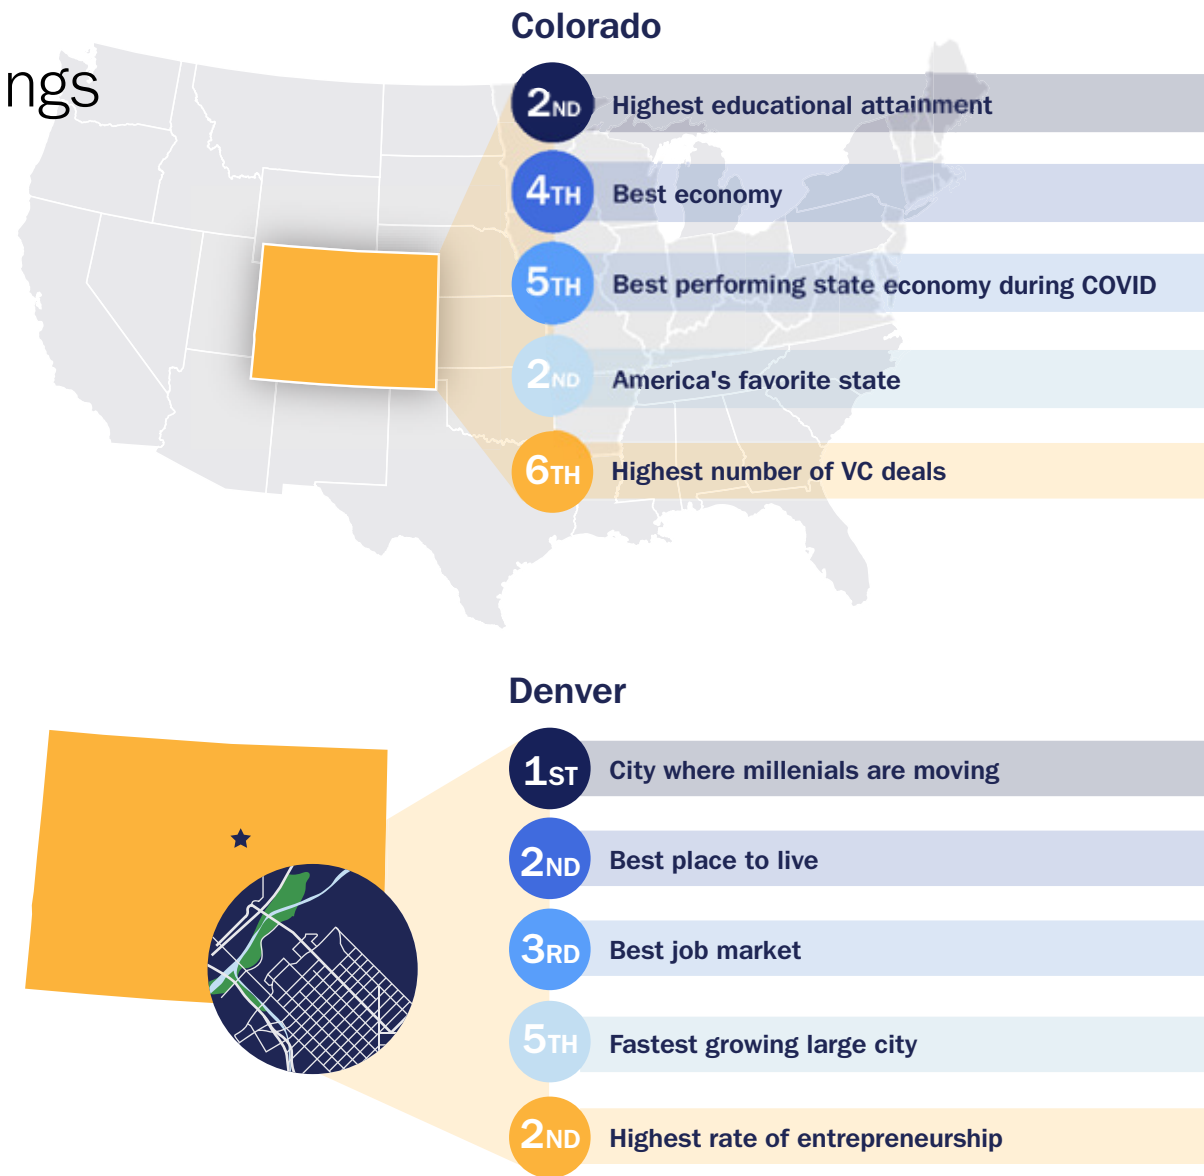 Colorado
ngs
2ND Highest educational attainment
4TH Best economy
5TH Best performing state economy during COVID
2ND America's favorite state
6TH Highest number of VC deals
Denver
1ST City where millenials are moving
2ND Best place to live
3RD Best job market
5TH Fastest growing large city
2ND Highest rate of entrepreneurship